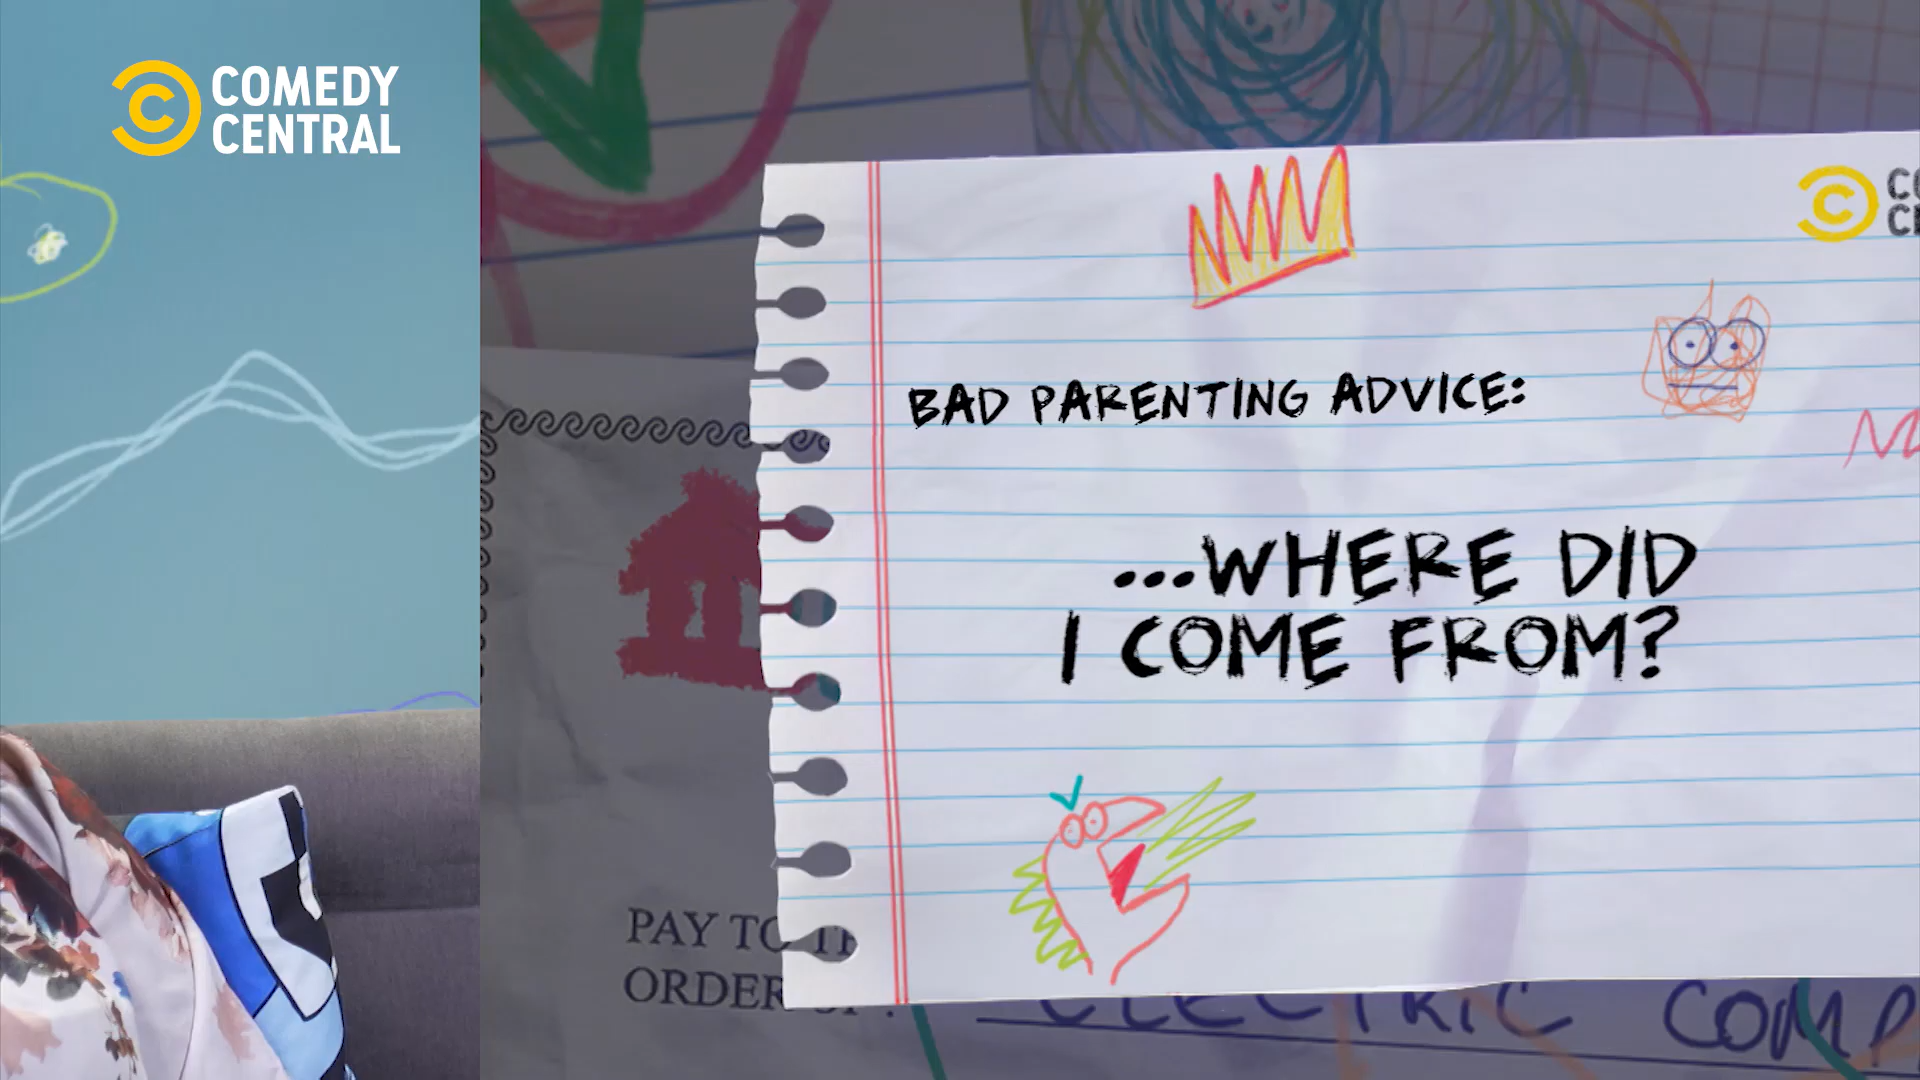 COMEDY
CENTRAL
BAD PARENTING ADVICE:
...WHERE DID
I COME FROM?
PAY TO
ORDER